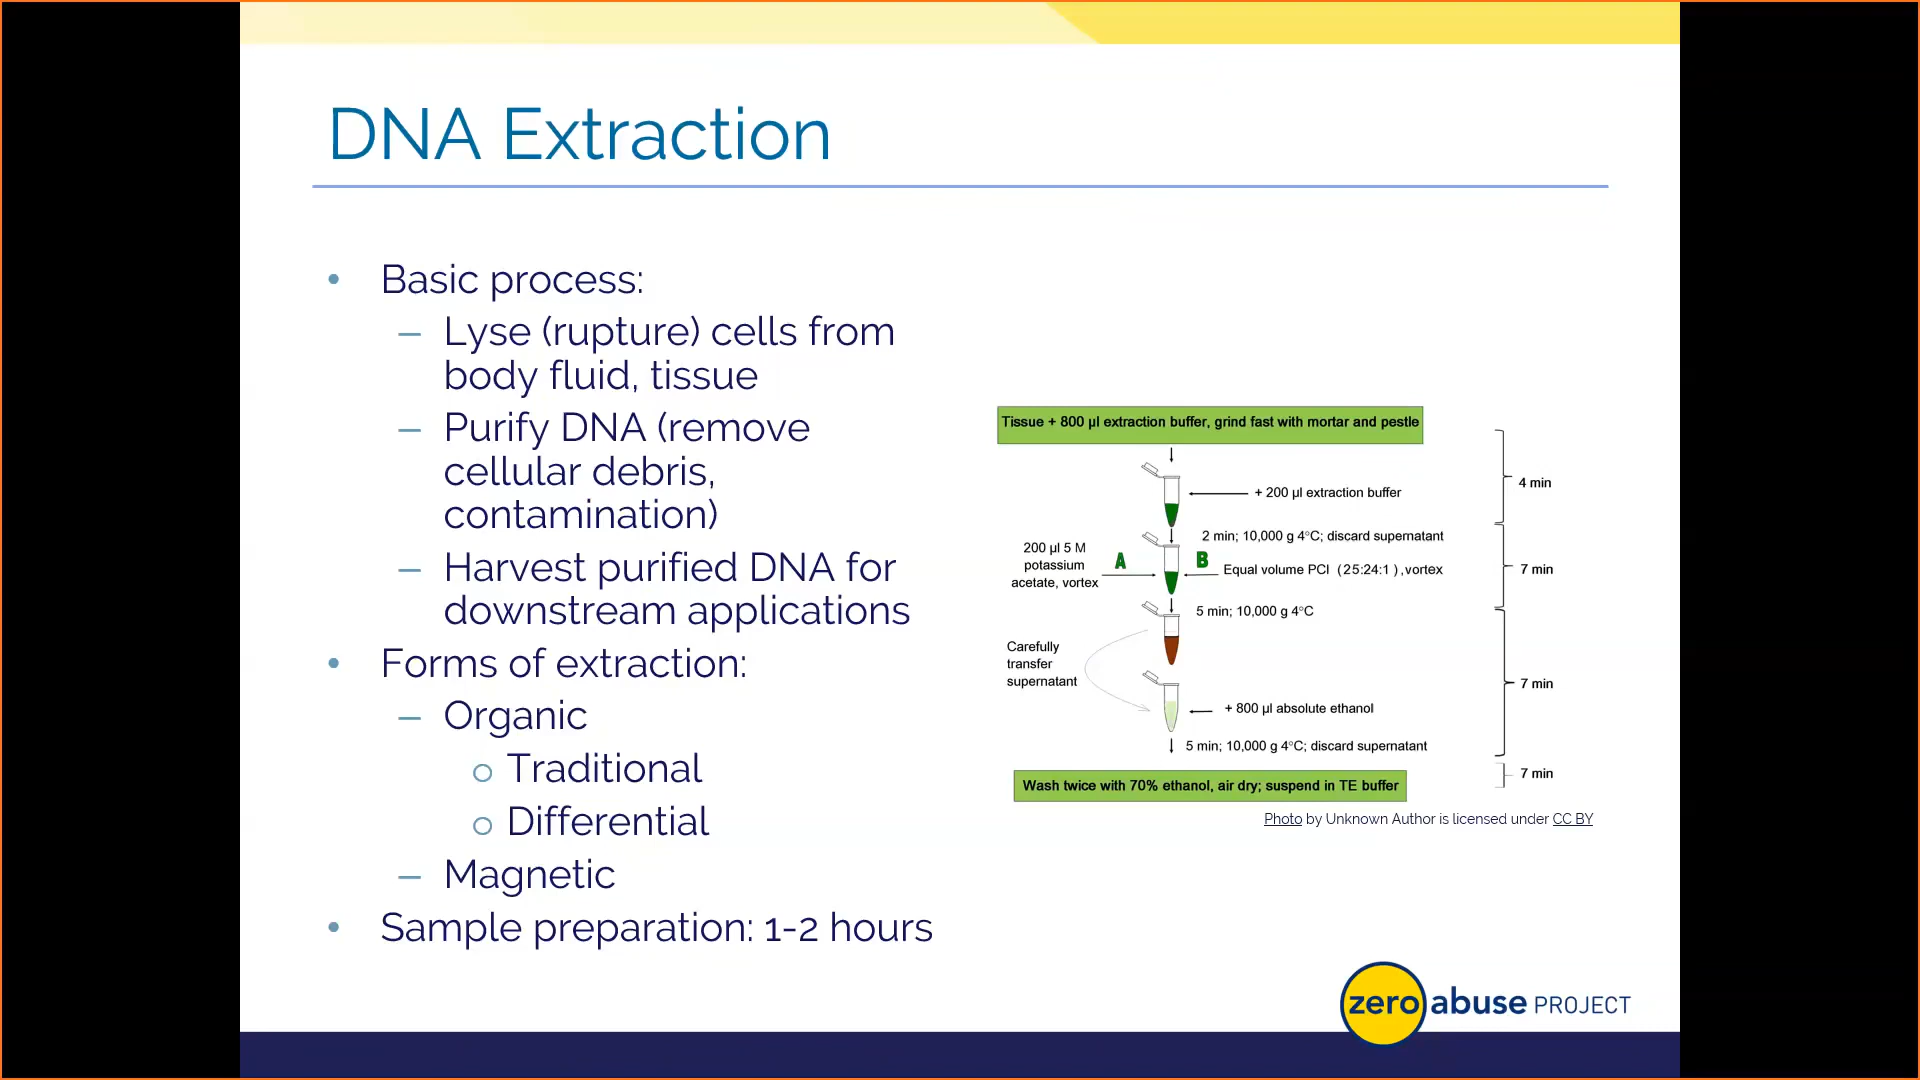 DNA Extraction
• Basic process:
– Lyse (rupture) cells from
body fluid, tissue
– Purify DNA (remove
cellular debris,
contamination)
– Harvest purified DNA for
downstream applications
• Forms of extraction:
– Organic
o Traditional
o Differential
– Magnetic
• Sample preparation: 1-2 hours
Tissue + 800 µl extraction buffer, grind fast with mortar and pestle
+ 200 µl extraction buffer
4 min
2 min; 10,000 g 4°C; discard supernatant
200 µl 5 M
potassium
acetate, vortex
A
B
Equal volume PCI (25:24:1), vortex
7 min
5 min; 10,000 g 4°C
Carefully
transfer
supernatant
7 min
+ 800 µl absolute ethanol
5 min; 10,000 g 4°C; discard supernatant
Wash twice with 70% ethanol, air dry; suspend in TE buffer
7 min
Photo by Unknown Author is licensed under CC BY
zero abuse PROJECT